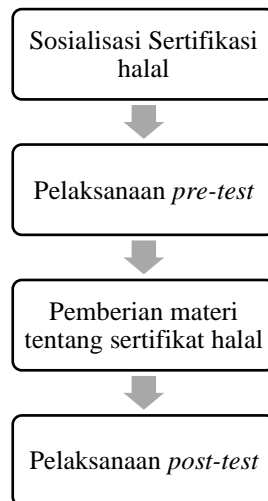 Sosialisasi Sertifikasi
halal
Pelaksanaan pre-test
Pemberian materi
tentang sertifikat halal
Pelaksanaan post-test